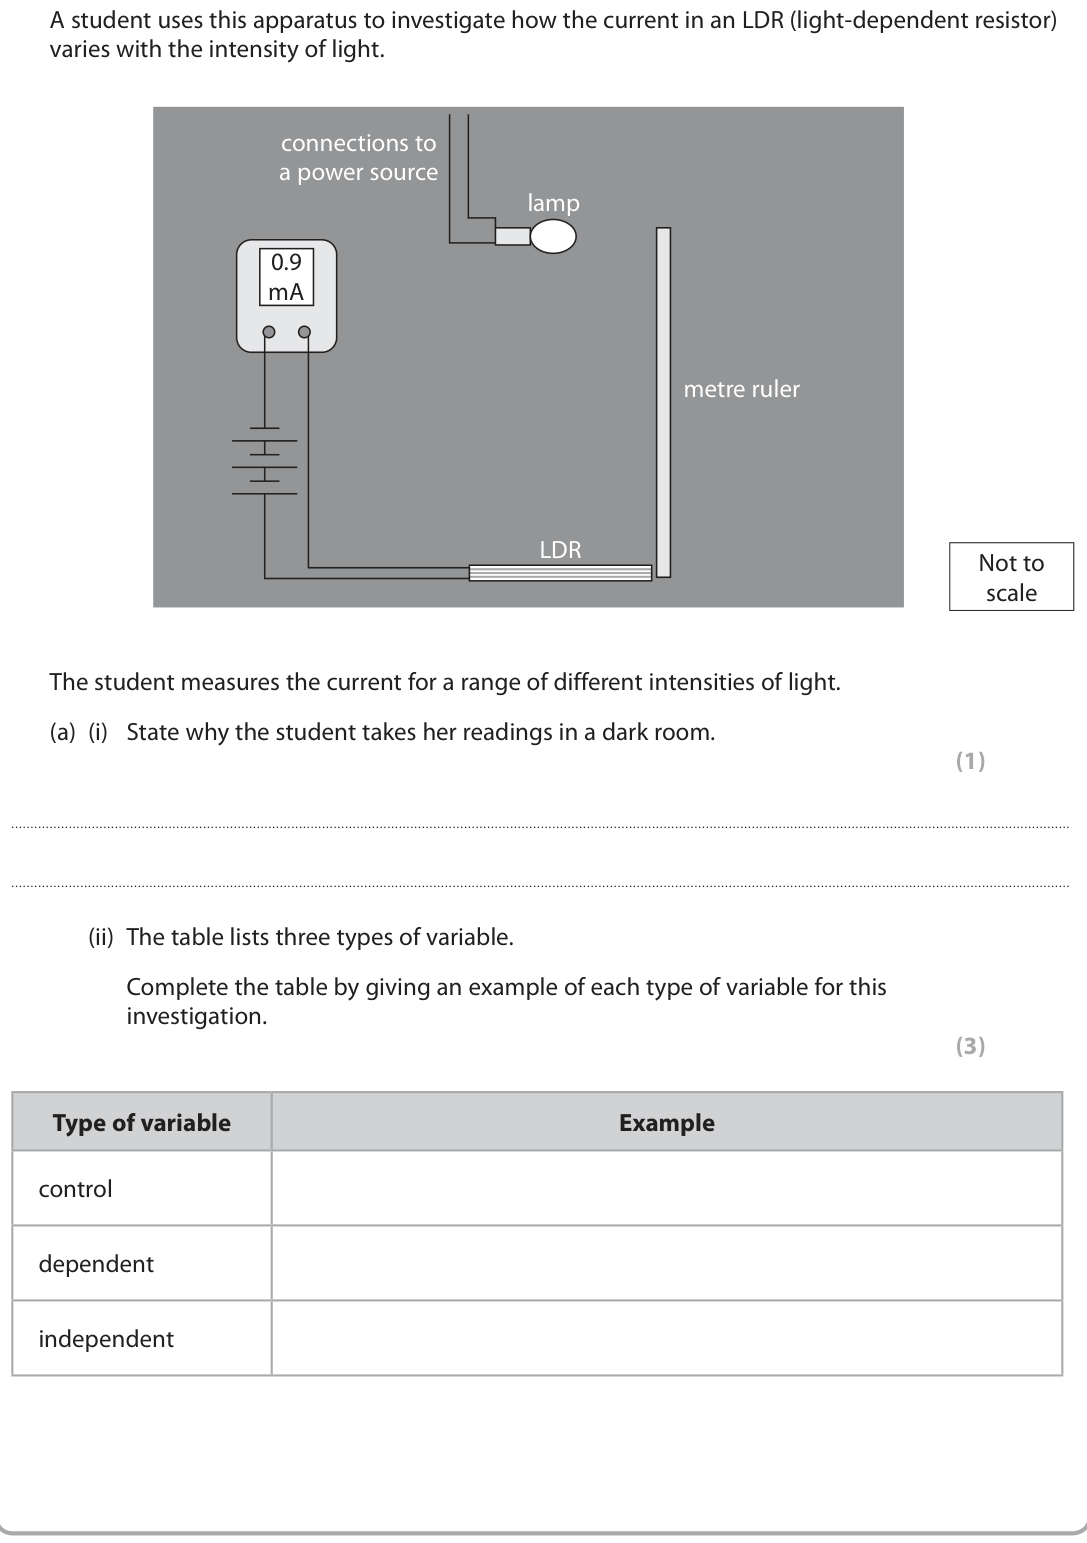 A student uses this apparatus to investigate how the current in an LDR (light-dependent resistor)
varies with the intensity of light.
connections to
a power source
lamp
0.9
mA
metre ruler
LDR
Not to
scale
The student measures the current for a range of different intensities of light.
(a) (i) State why the student takes her readings in a dark room.
(1)
(ii) The table lists three types of variable.
Complete the table by giving an example of each type of variable for this
investigation.
(3)
Type of variable Example
control
dependent
independent